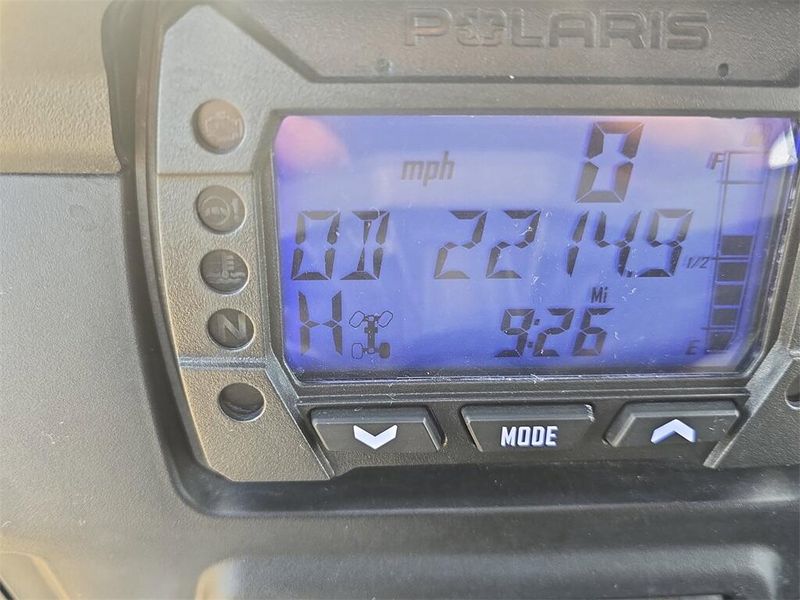 POLARIS
0
mph
F
OD 2214.9
1/2
Mi
H 9:26
E
N
MODE